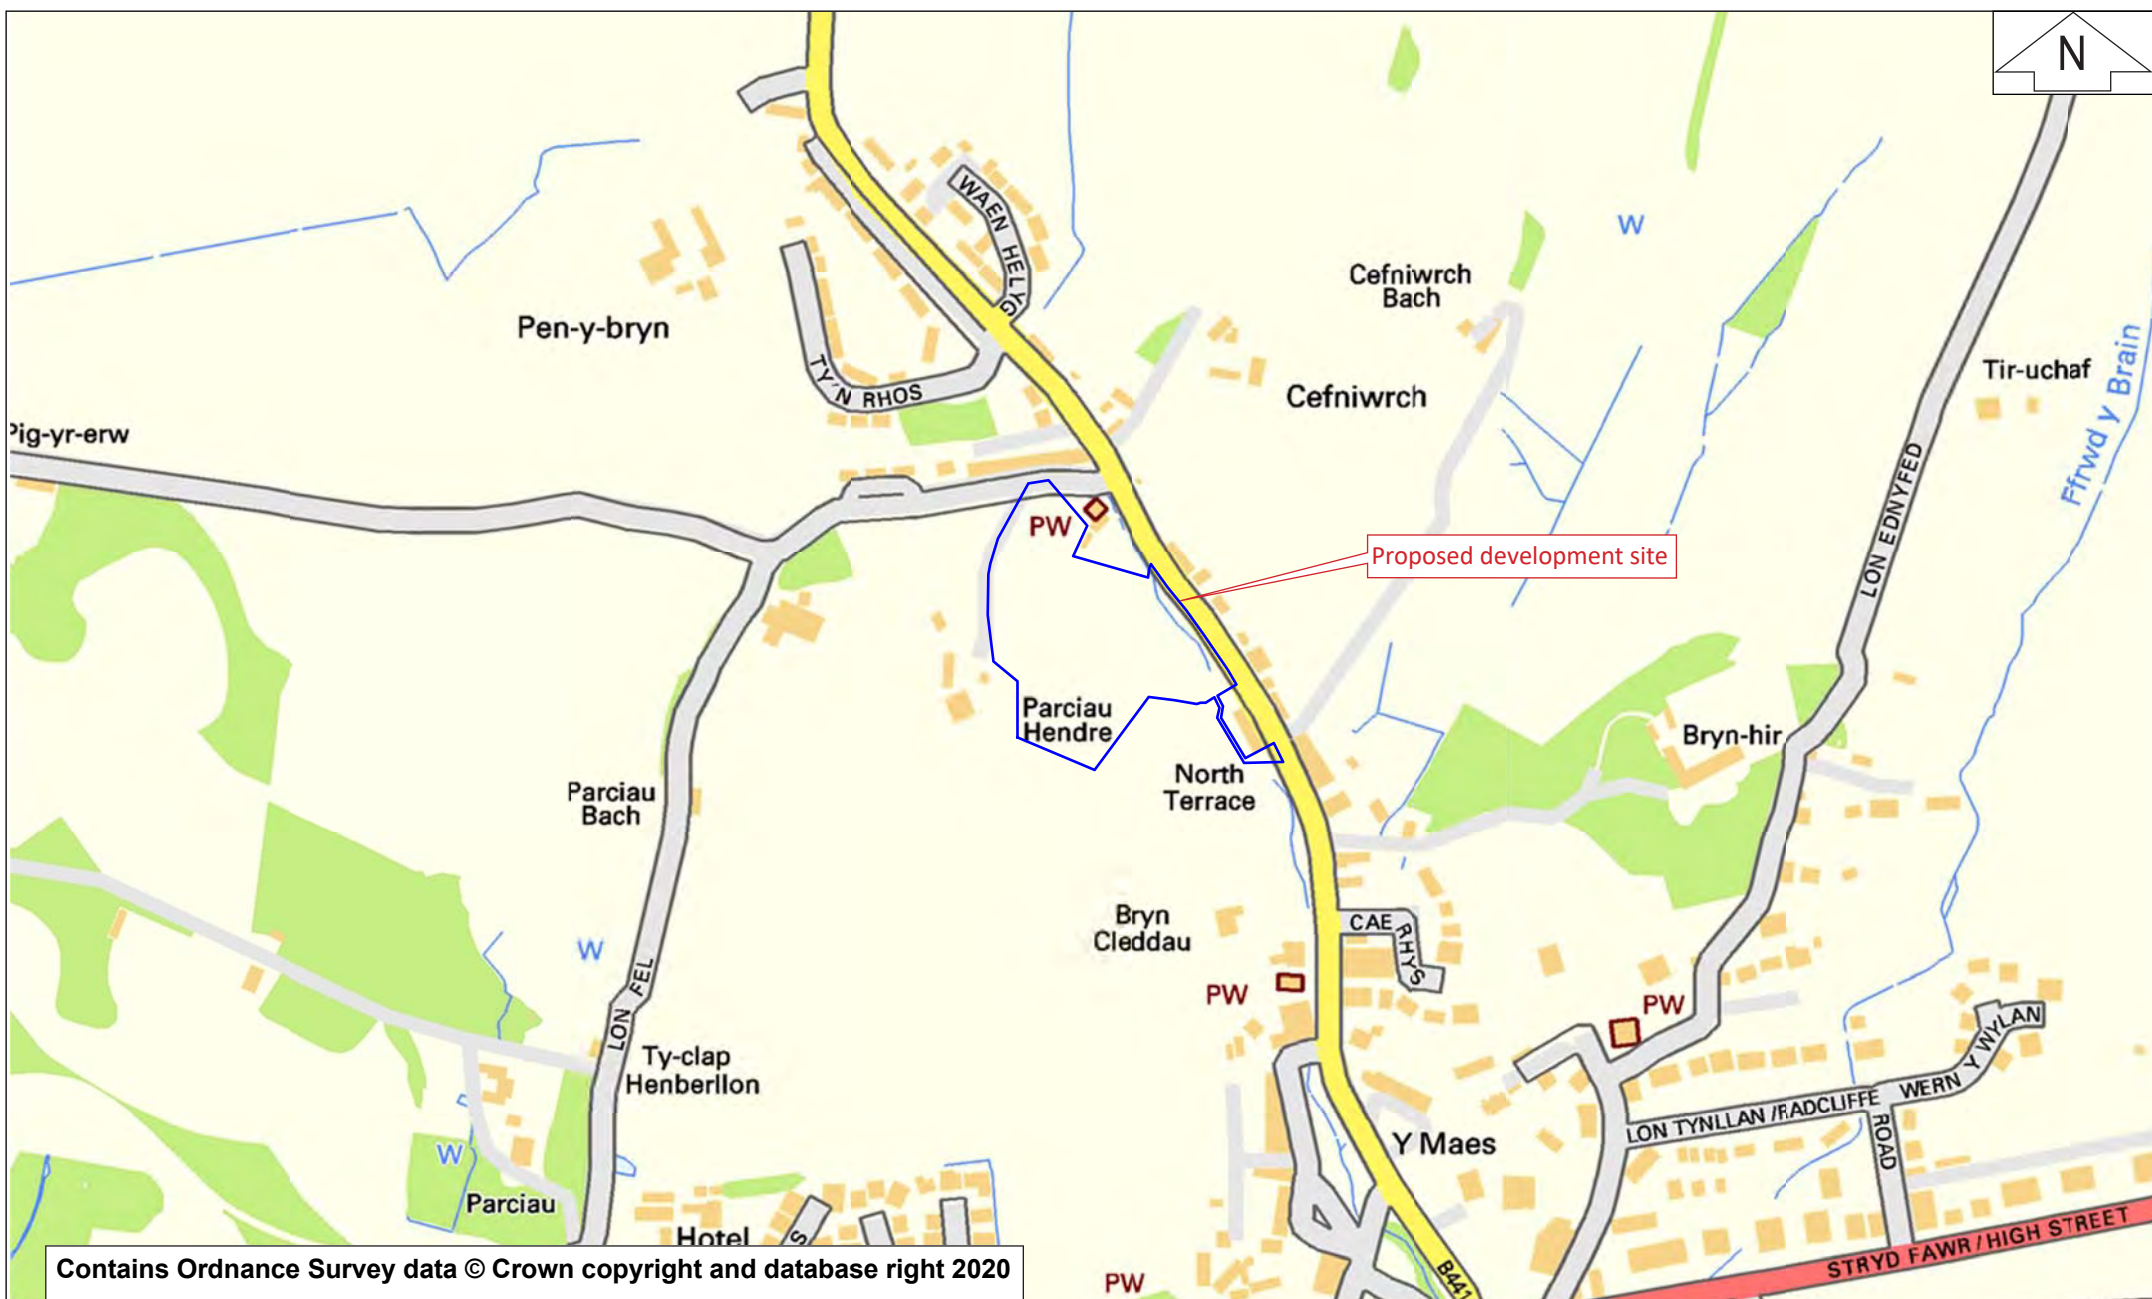 N
WAEN HELYG
W
Cefniwrch
Bach
Pen-y-bryn
TY'N RHOS
Cefniwrch
Tir-uchaf
Ffrwd y Brain
Pig-yr-erw
LON EDNYFED
PW
Proposed development site
Parciau
Hendre
Bryn-hir
North
Terrace
Parciau
Bach
Bryn
Cleddau
CAE RHYS
W
PW
PW
LON FEL
WERN Y WYLAN
Ty-clap
Henberllon
LON TYNLLAN / RADCLIFFE
ROAD
Y Maes
W
Parciau
Hotel
S
STRYD FAWR / HIGH STREET
B441
PW
Contains Ordnance Survey data © Crown copyright and database right 2020